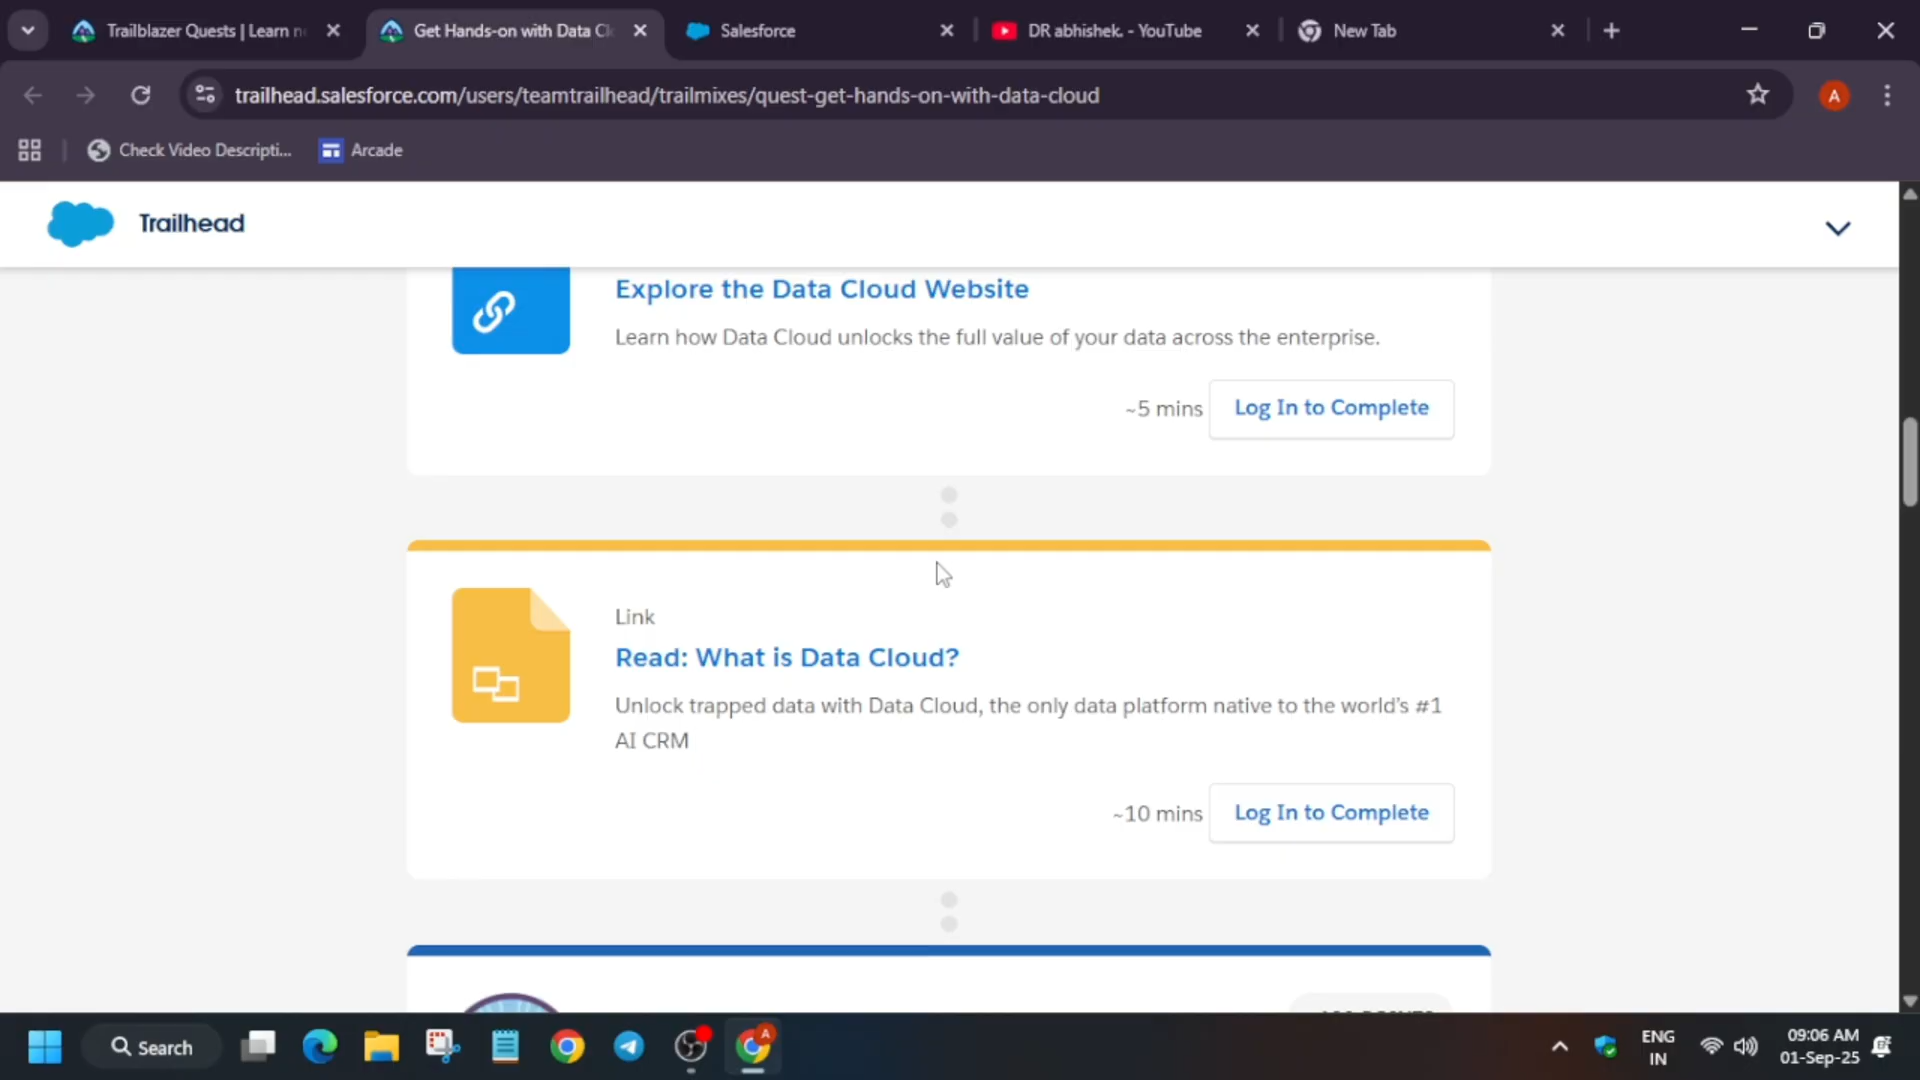 Trailblazer Quests | Learn n
Get Hands-on with Data Cl
Salesforce
DR abhishek. - YouTube
New Tab
trailhead.salesforce.com/users/teamtrailhead/trailmixes/quest-get-hands-on-with-data-cloud
A
Check Video Descripti...
Arcade
Trailhead
Explore the Data Cloud Website
Learn how Data Cloud unlocks the full value of your data across the enterprise.
~5 mins
Log In to Complete
Link
Read: What is Data Cloud?
Unlock trapped data with Data Cloud, the only data platform native to the world's #1
AI CRM
~10 mins
Log In to Complete
Search
A
ENG
IN
09:06 AM
01-Sep-25